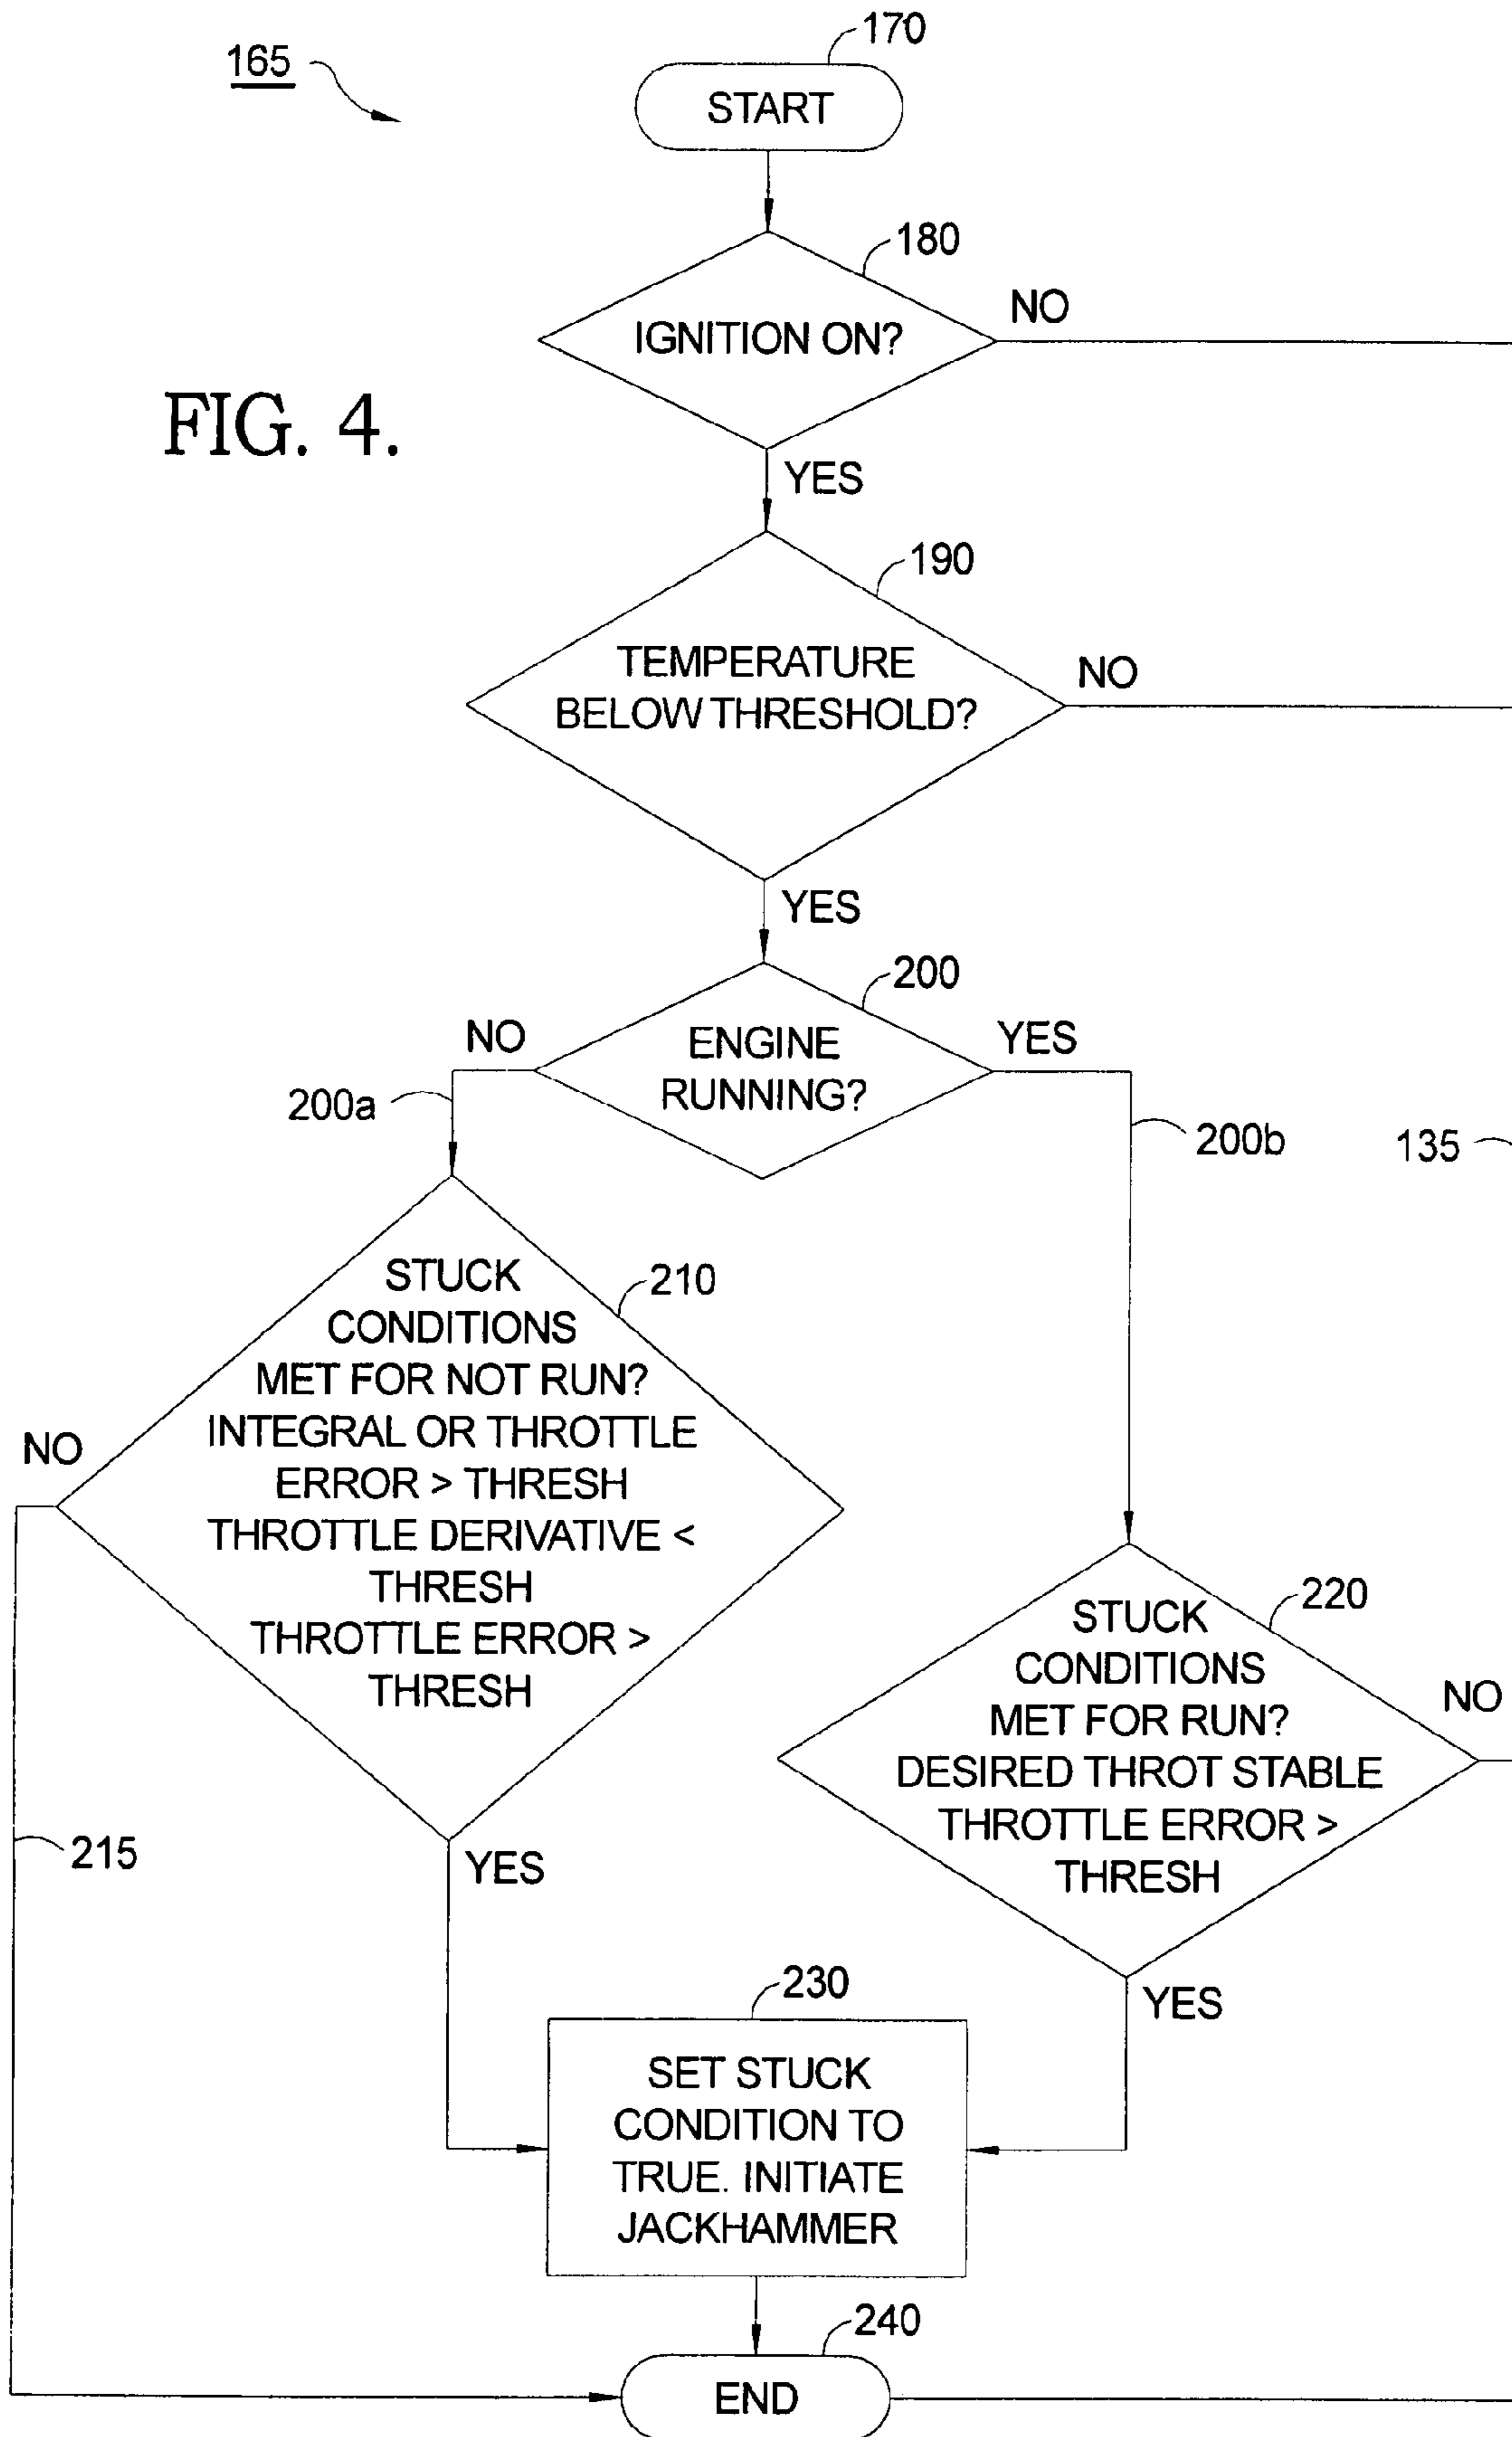 170
165
START
180
NO
IGNITION ON?
FIG. 4.
YES
190
TEMPERATURE
BELOW THRESHOLD?
NO
YES
200
NO
ENGINE
RUNNING?
YES
200a
200b
135
STUCK
CONDITIONS
MET FOR NOT RUN?
INTEGRAL OR THROTTLE
ERROR > THRESH
THROTTLE DERIVATIVE <
THRESH
THROTTLE ERROR >
THRESH
210
NO
215
YES
STUCK
CONDITIONS
MET FOR RUN?
DESIRED THROT STABLE
THROTTLE ERROR >
THRESH
220
NO
YES
230
SET STUCK
CONDITION TO
TRUE. INITIATE
JACKHAMMER
240
END